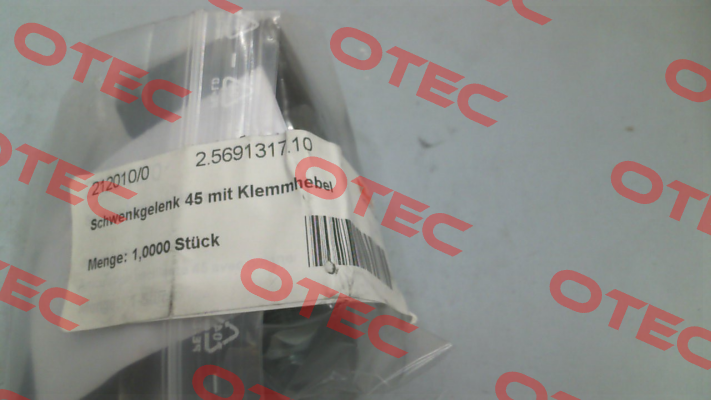 212010/0 2.5691317.10
Schwenkgelenk 45 mit Klemmhebel
Menge: 1,0000 Stück
OTEC
OTEC
OTEC
OTEC
OTEC
OTEC
OTEC
OTEC